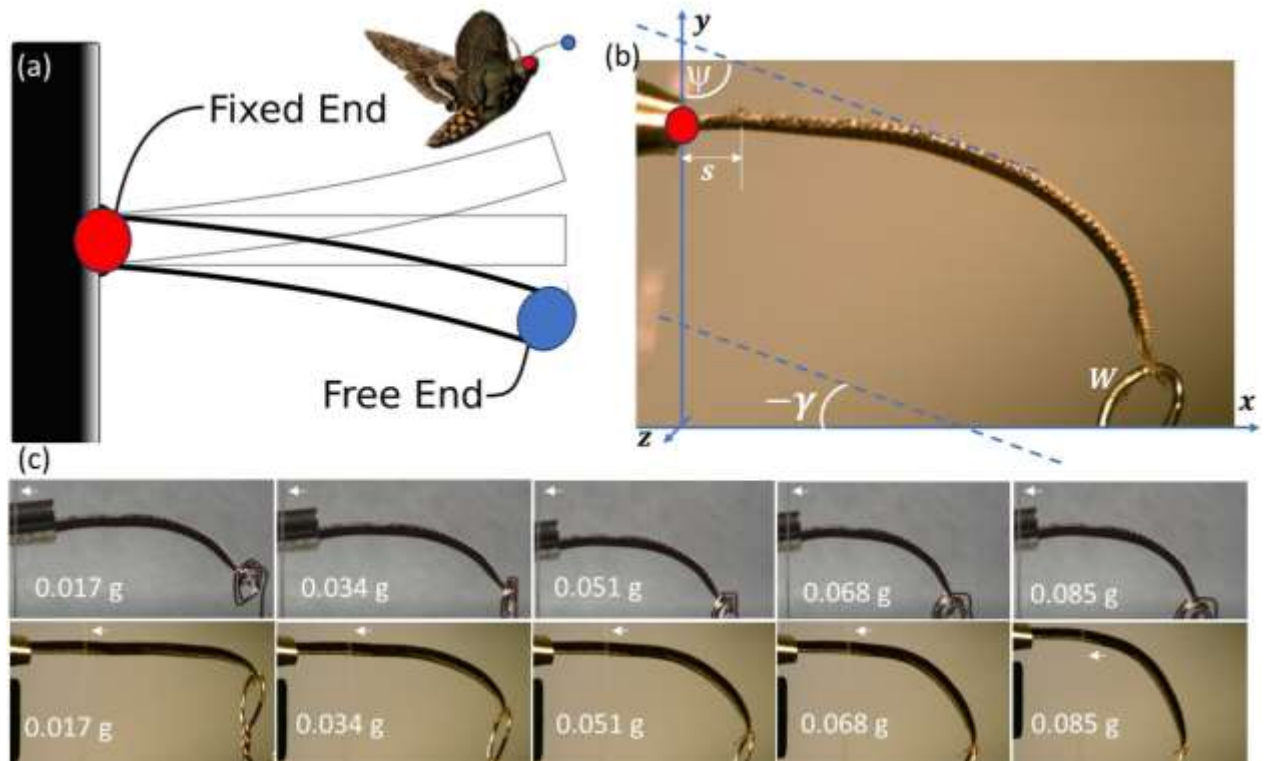 (a)
Fixed End
Free End
(b)
y
ψ
s
W
−γ
x
z
(c)
0.017 g
0.034 g
0.051 g
0.068 g
0.085 g
0.017 g
0.034 g
0.051 g
0.068 g
0.085 g